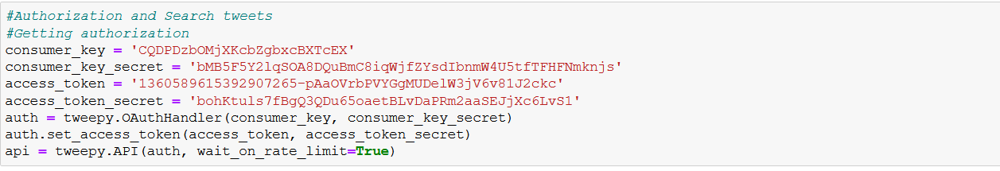 #Authorization and Search tweets
#Getting authorization
consumer_key = 'CQDPDzbOMjXKcbZgbxcBXTcEX'
consumer_key_secret = 'bMB5F5Y2lqSOA8DQuBmC8iqWjfZYsdIbnmW4U5tfTFHFNmknjs'
access_token = '1360589615392907265-pAaOVrbPVYGgMUDelW3jV6v81J2ckc'
access_token_secret = 'bohKtuls7fBgQ3QDu65oaetBLvDaPRm2aaSEJjXc6LvS1'
auth = tweepy.OAuthHandler(consumer_key, consumer_key_secret)
auth.set_access_token(access_token, access_token_secret)
api = tweepy.API(auth, wait_on_rate_limit=True)